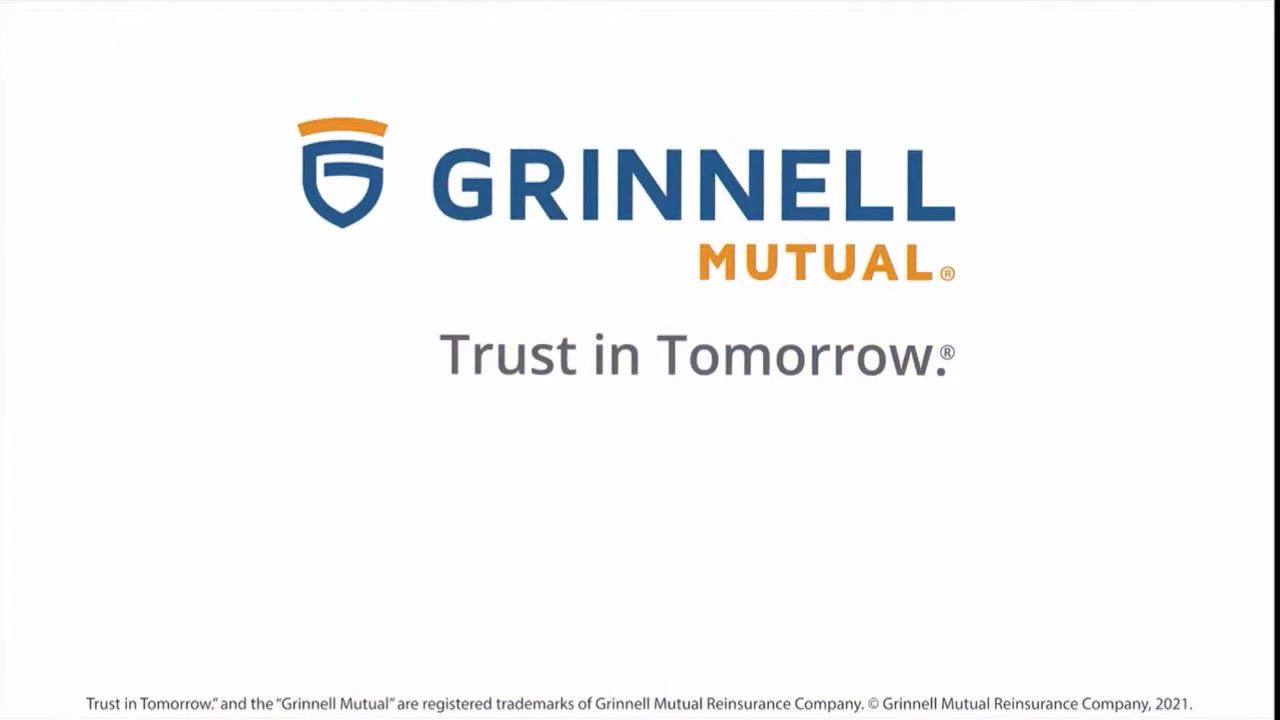 GRINNELL
MUTUAL®
Trust in Tomorrow.®
Trust in Tomorrow.” and the “Grinnell Mutual” are registered trademarks of Grinnell Mutual Reinsurance Company. © Grinnell Mutual Reinsurance Company, 2021.